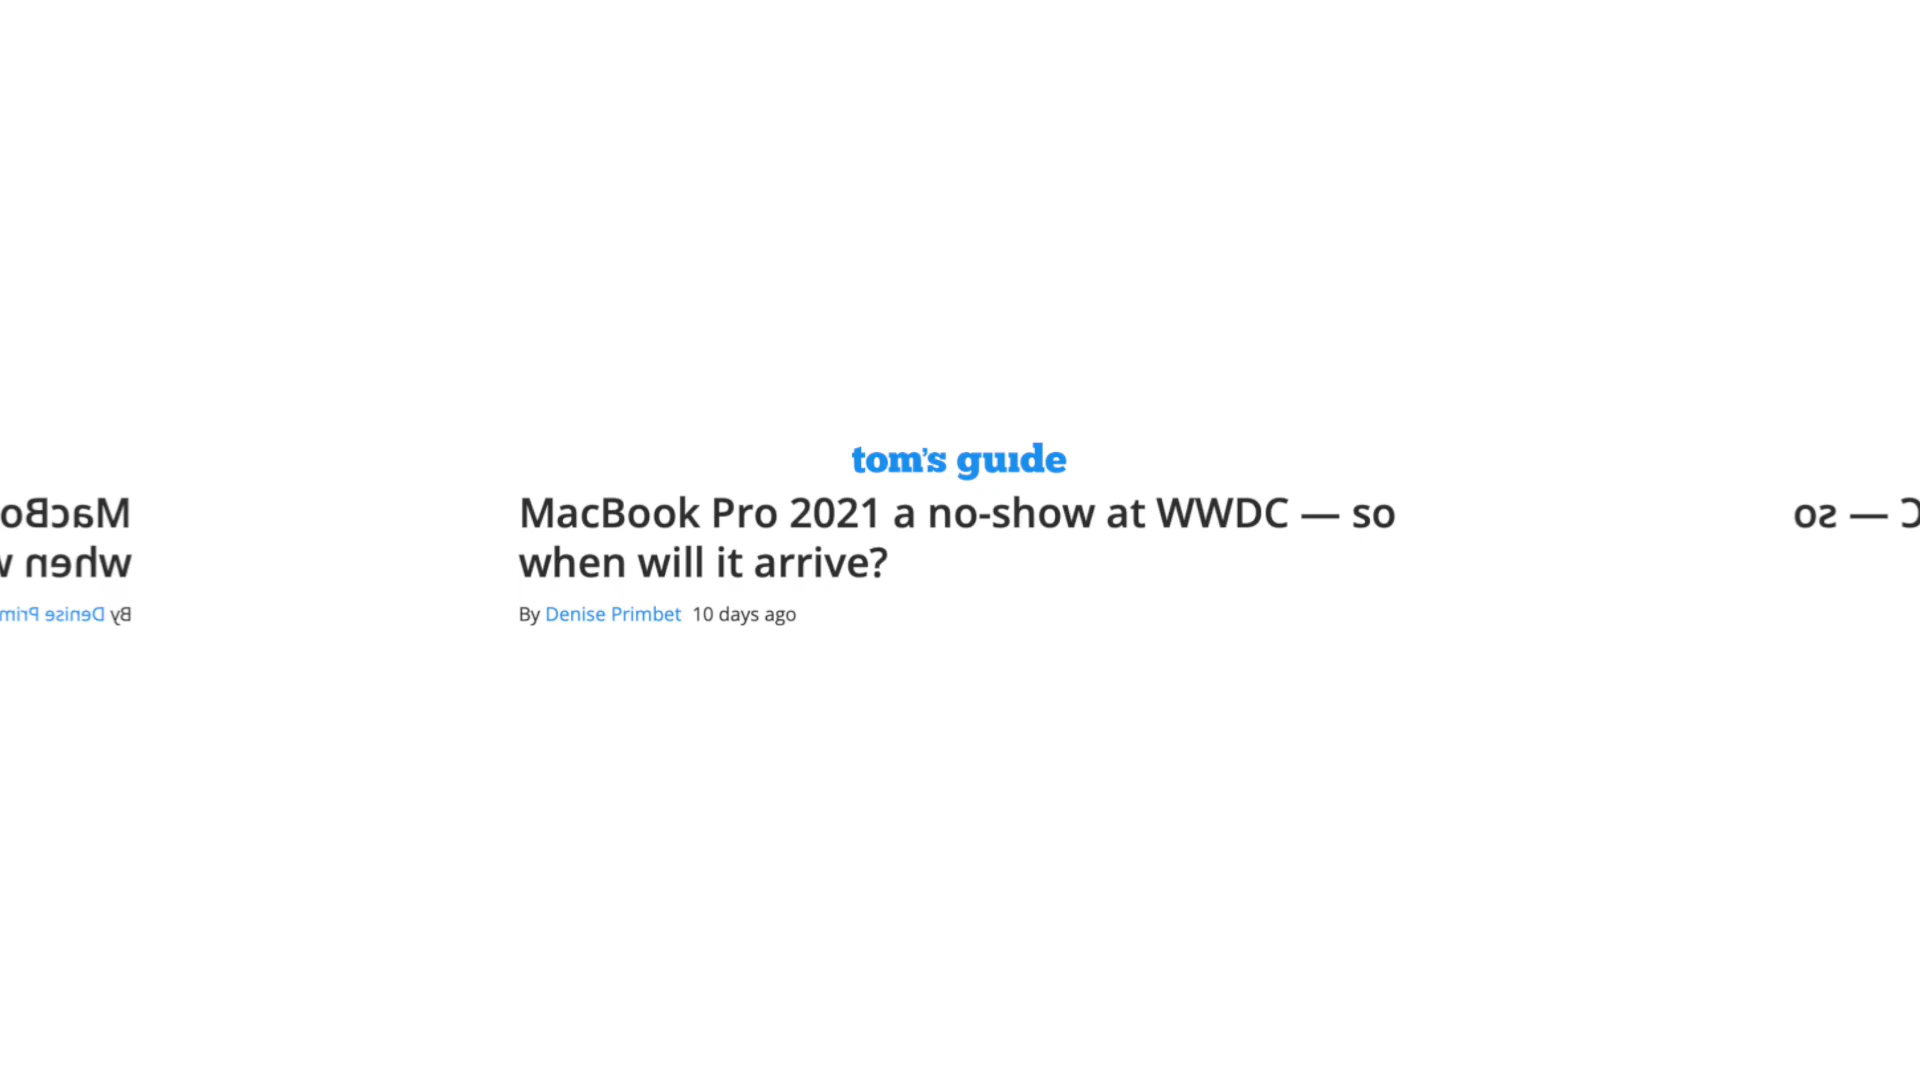 tom's guide
MacBook Pro 2021 a no-show at WWDC — so
when will it arrive?
By Denise Primbet 10 days ago